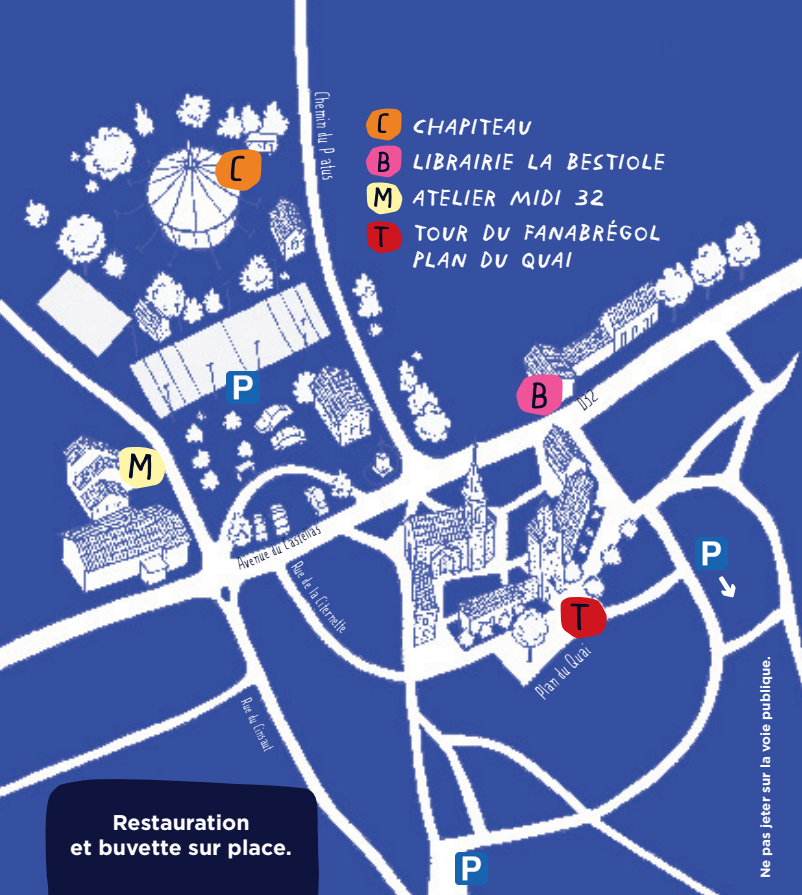 Chemin du Patus
C CHAPITEAU
B LIBRAIRIE LA BESTIOLE
M ATELIER MIDI 32
T TOUR DU FANABRÉGOL
PLAN DU QUAI
C
P
B
D32
M
Avenue du Castellas
Rue de la Citernette
P
T
Plan du Quai
Rue du Cinsaut
Restauration
et buvette sur place.
P
Ne pas jeter sur la voie publique.